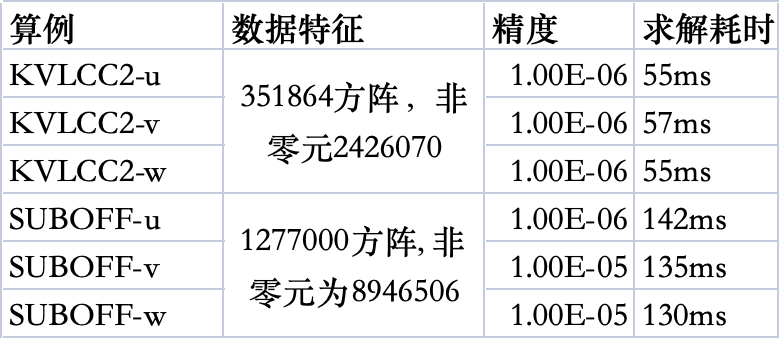 算例 数据特征 精度 求解耗时
KVLCC2-u 351864方阵，非零元2426070 1.00E-06 55ms
KVLCC2-v 1.00E-06 57ms
KVLCC2-w 1.00E-06 55ms
SUBOFF-u 1277000方阵,非零元为8946506 1.00E-06 142ms
SUBOFF-v 1.00E-05 135ms
SUBOFF-w 1.00E-05 130ms